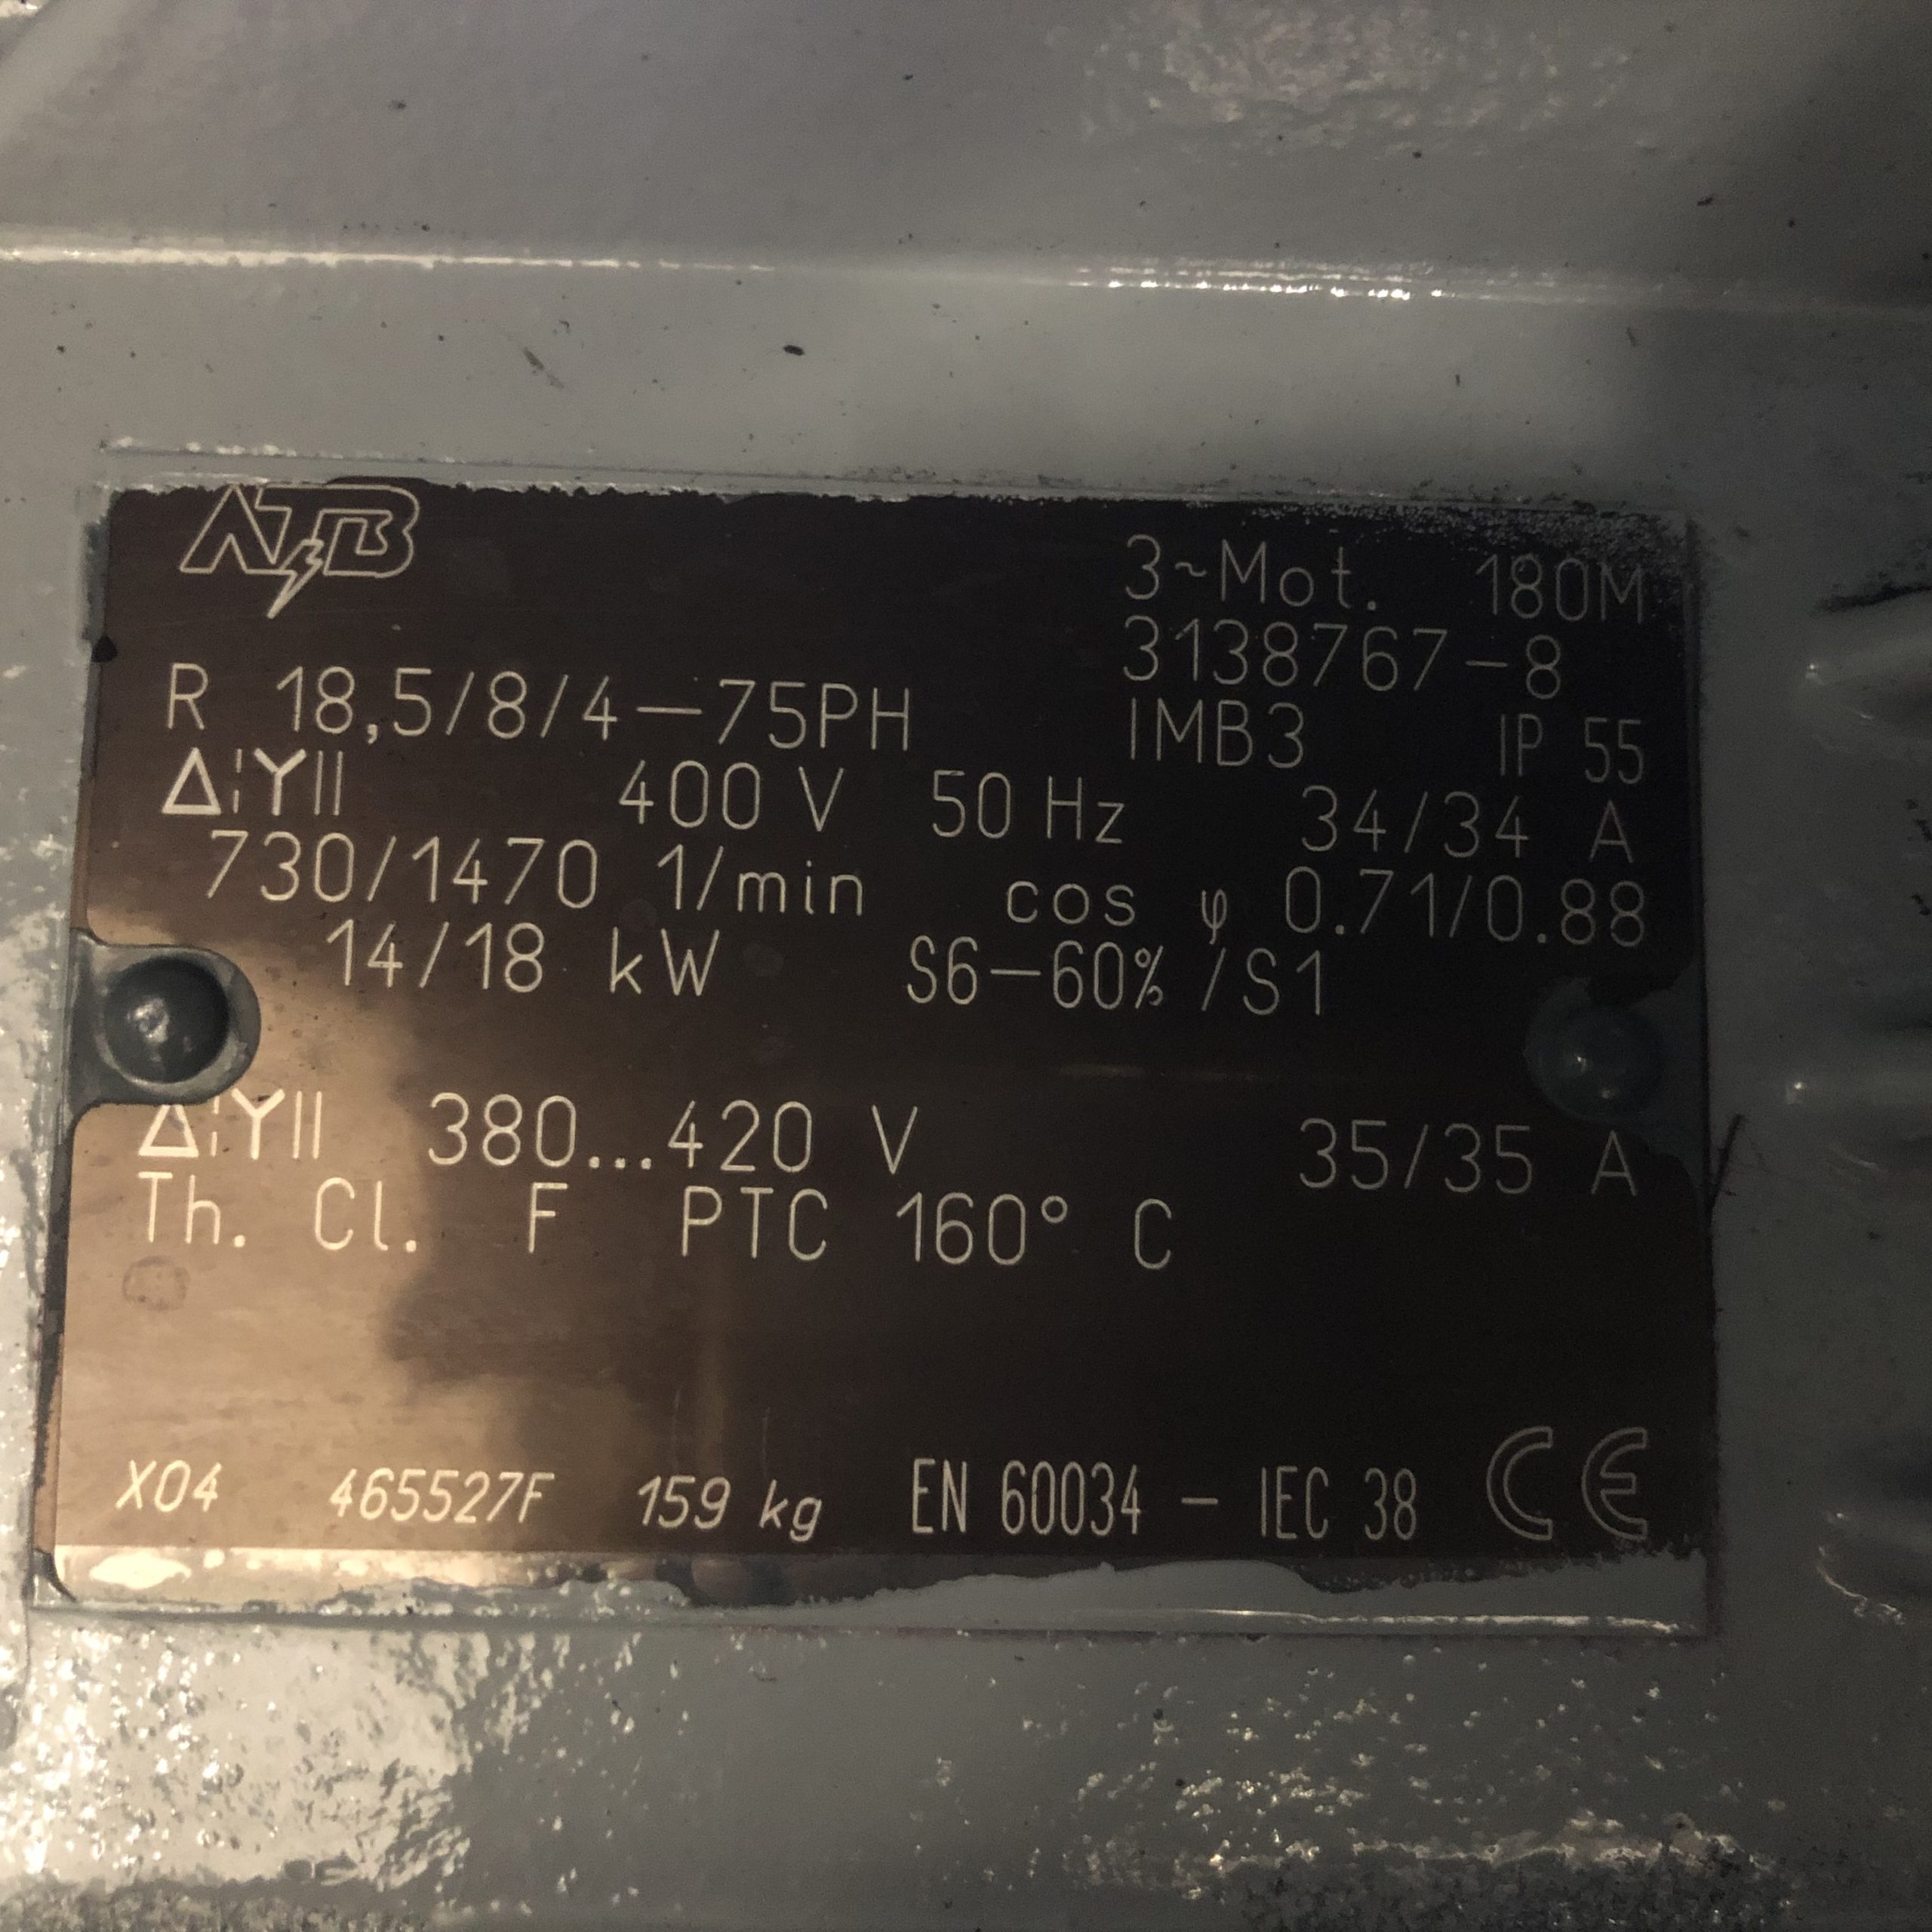 ATB
3~Mot. 180M
3138767-8
R 18,5/8/4-75PH IMB3 IP 55
Δ¦YII 400 V 50 Hz 34/34 A
730/1470 1/min cos φ 0.71/0.88
14/18 kW S6-60% /S1
Δ¦YII 380...420 V 35/35 A
Th. Cl. F PTC 160° C
X04 465527F 159 kg EN 60034 - IEC 38 CE